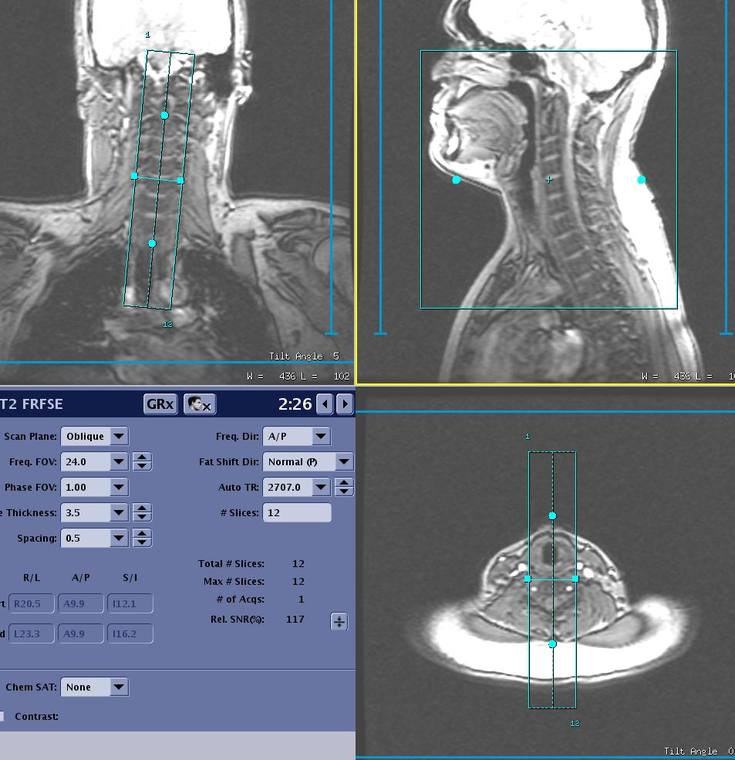 1
12
Tilt Angle 5
W = 436 L = 102
W = 436 L = 10
T2 FRFSE GRx 2:26
Scan Plane: Oblique Freq. Dir: A/P
Freq. FOV: 24.0 Fat Shift Dir: Normal (P)
Phase FOV: 1.00 Auto TR: 2707.0
e Thickness: 3.5 # Slices: 12
Spacing: 0.5
Total # Slices: 12
R/L A/P S/I Max # Slices: 12
rt R20.5 A9.9 I12.1 # of Acqs: 1
Rel. SNR(%): 117
d L23.3 A9.9 I16.2
Chem SAT: None
Contrast:
1
12
Tilt Angle 0